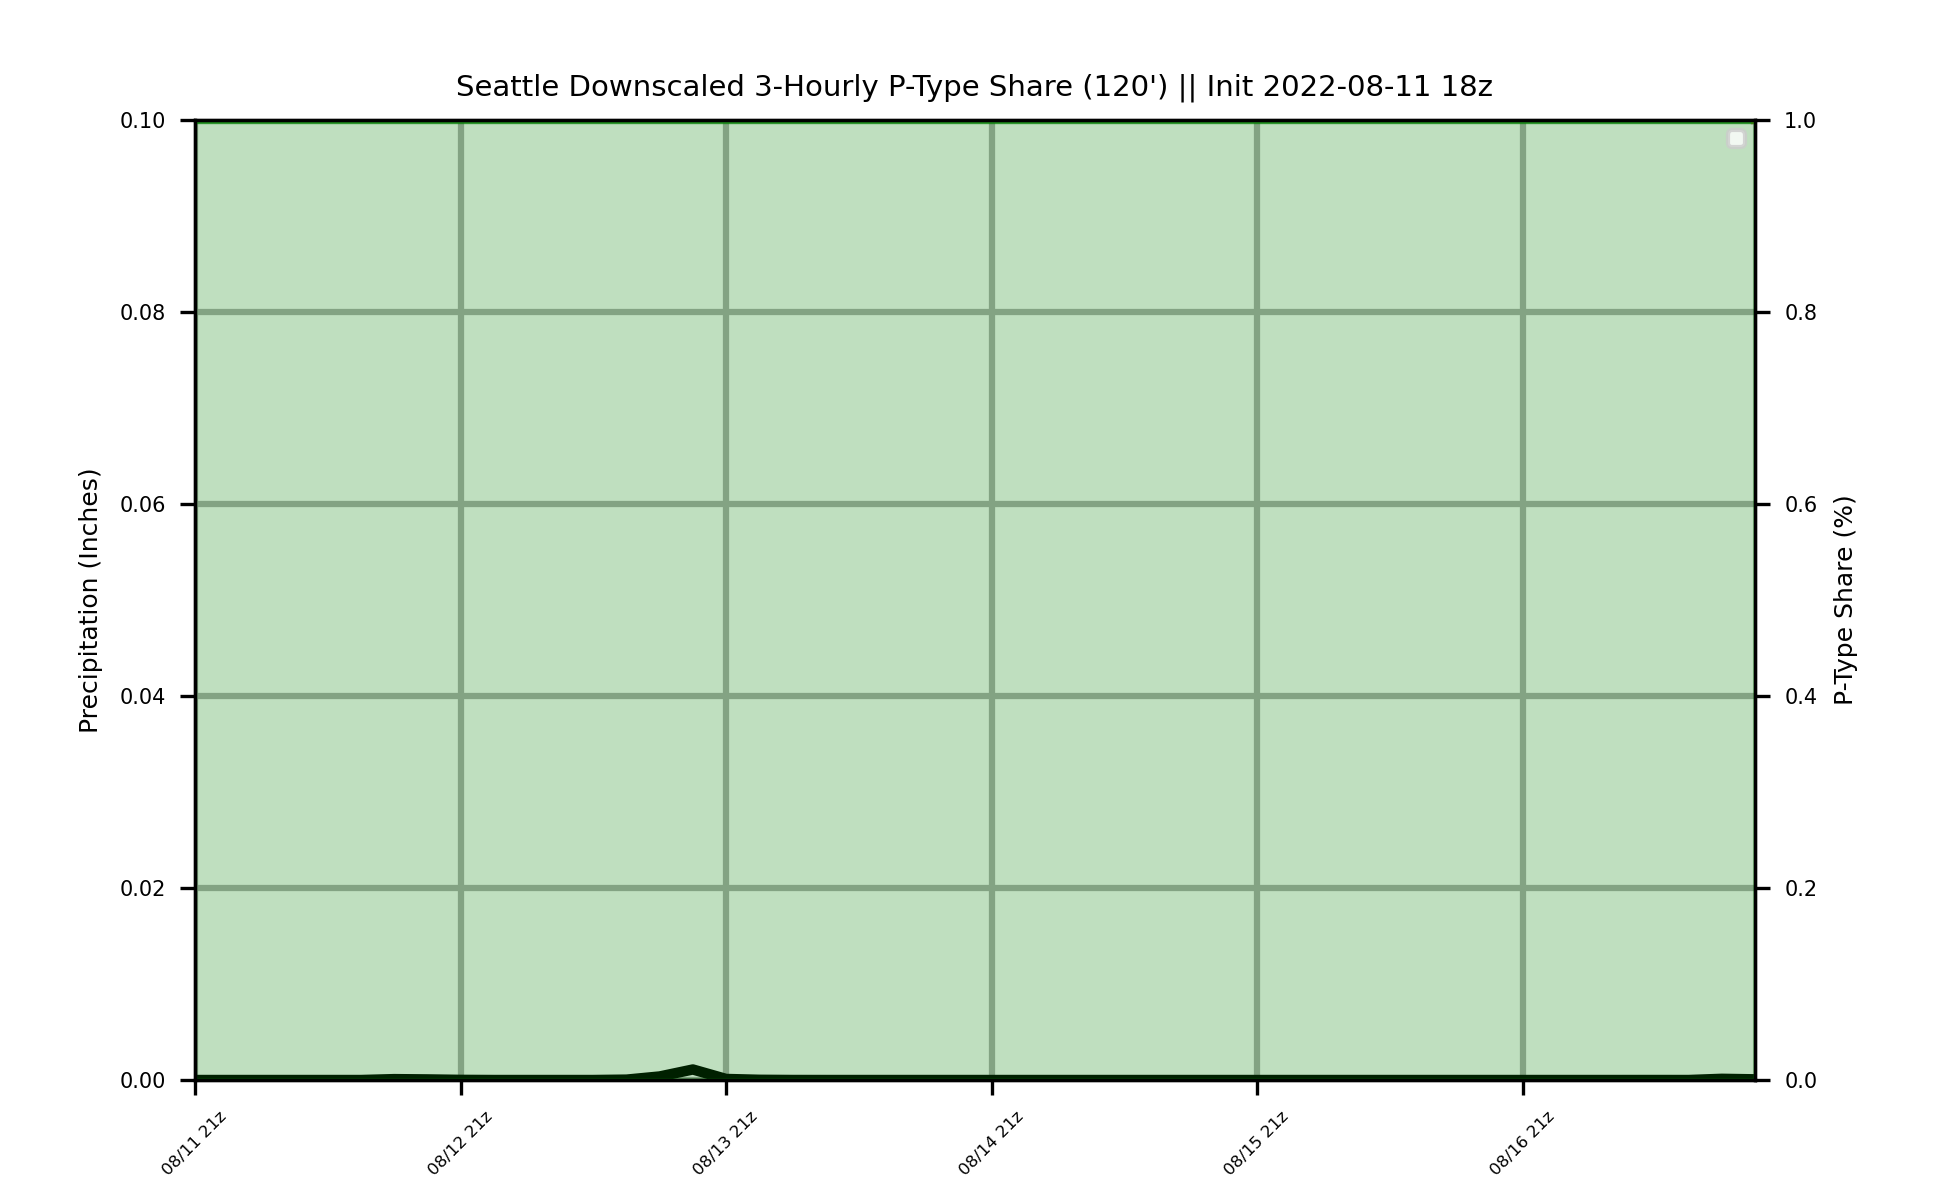 Seattle Downscaled 3-Hourly P-Type Share (120') || Init 2022-08-11 18z
0.10
0.08
0.06
0.04
0.02
0.00
Precipitation (Inches)
1.0
0.8
0.6
0.4
0.2
0.0
P-Type Share (%)
08/11 21z
08/12 21z
08/13 21z
08/14 21z
08/15 21z
08/16 21z